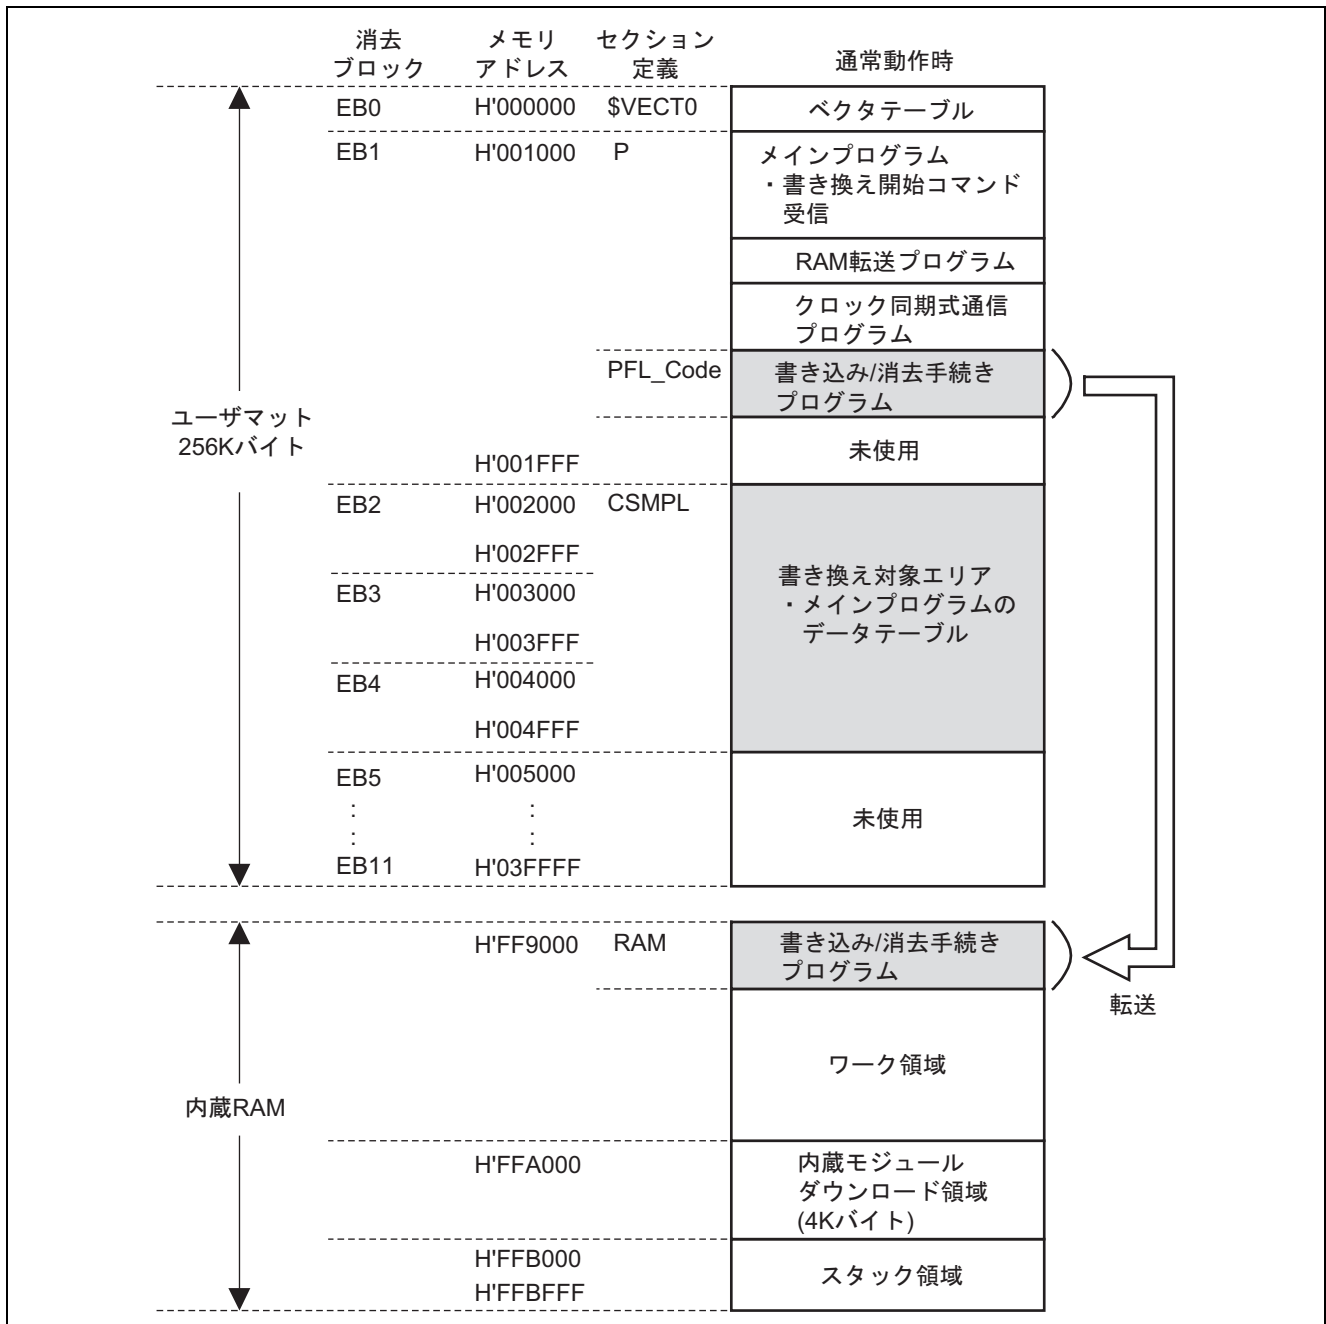 消去 メモリ セクション
ブロック アドレス 定義 通常動作時
EB0 H'000000 $VECT0 ベクタテーブル
EB1 H'001000 P メインプログラム
・書き換え開始コマンド
受信
RAM転送プログラム
クロック同期式通信
プログラム
PFL_Code 書き込み/消去手続き
プログラム
ユーザマット
256Kバイト
未使用
H'001FFF
EB2 H'002000 CSMPL
H'002FFF
書き換え対象エリア
EB3 H'003000 ・メインプログラムの
データテーブル
H'003FFF
EB4 H'004000
H'004FFF
EB5 H'005000
: :
未使用
: :
EB11 H'03FFFF
H'FF9000 RAM 書き込み/消去手続き
プログラム
転送
ワーク領域
内蔵RAM
H'FFA000 内蔵モジュール
ダウンロード領域
(4Kバイト)
H'FFB000
スタック領域
H'FFBFFF